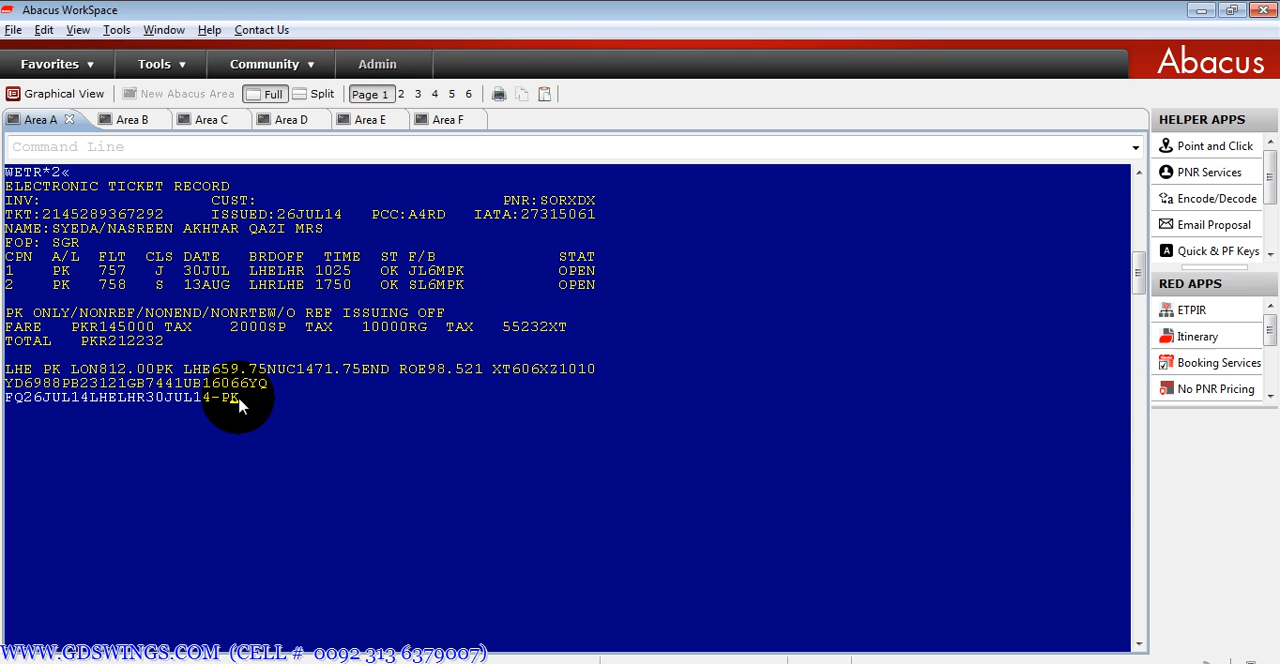 Abacus WorkSpace
File Edit View Tools Window Help Contact Us
Favorites Tools Community Admin
Abacus
Graphical View New Abacus Area Full Split Page 1 2 3 4 5 6
Area A Area B Area C Area D Area E Area F
Command Line
WETR*2«
ELECTRONIC TICKET RECORD
INV: CUST: PNR:SORXDX
TKT:2145289367292 ISSUED:26JUL14 PCC:A4RD IATA:27315061
NAME:SYEDA/NASREEN AKHTAR QAZI MRS
FOP: SGR
CPN A/L FLT CLS DATE BRDOFF TIME ST F/B STAT
1 PK 757 J 30JUL LHELHR 1025 OK JL6MPK OPEN
2 PK 758 S 13AUG LHRLHE 1750 OK SL6MPK OPEN
PK ONLY/NONREF/NONEND/NONRTEW/O REF ISSUING OFF
FARE PKR145000 TAX 2000SP TAX 10000RG TAX 55232XT
TOTAL PKR212232
LHE PK LON812.00PK LHE659.75NUC1471.75END ROE98.521 XT606XZ1010
YD6988PB23121GB7441UB16066YQ
FQ26JUL14LHELHR30JUL14-PK
HELPER APPS
Point and Click
PNR Services
Encode/Decode
Email Proposal
Quick & PF Keys
RED APPS
ETPIR
Itinerary
Booking Services
No PNR Pricing
WWW.GDSWINGS.COM (CELL # 0092 313 6379007)